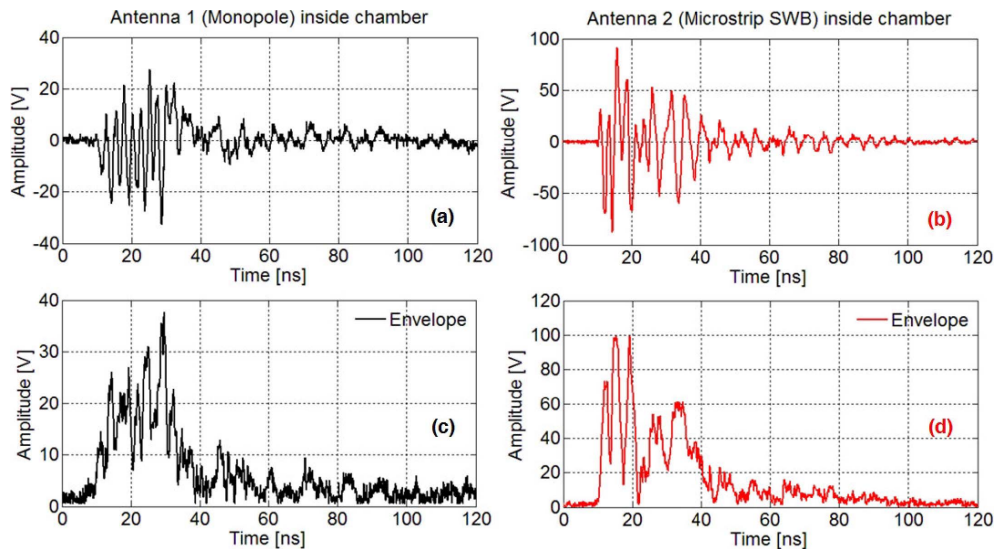 Antenna 1 (Monopole) inside chamber
Amplitude [V]
40
20
0
-20
-40
(a)
0 20 40 60 80 100 120
Time [ns]
Antenna 2 (Microstrip SWB) inside chamber
Amplitude [V]
100
50
0
-50
-100
(b)
0 20 40 60 80 100 120
Time [ns]
Amplitude [V]
40
30
20
10
0
Envelope
(c)
0 20 40 60 80 100 120
Time [ns]
Amplitude [V]
120
100
80
60
40
20
0
Envelope
(d)
0 20 40 60 80 100 120
Time [ns]